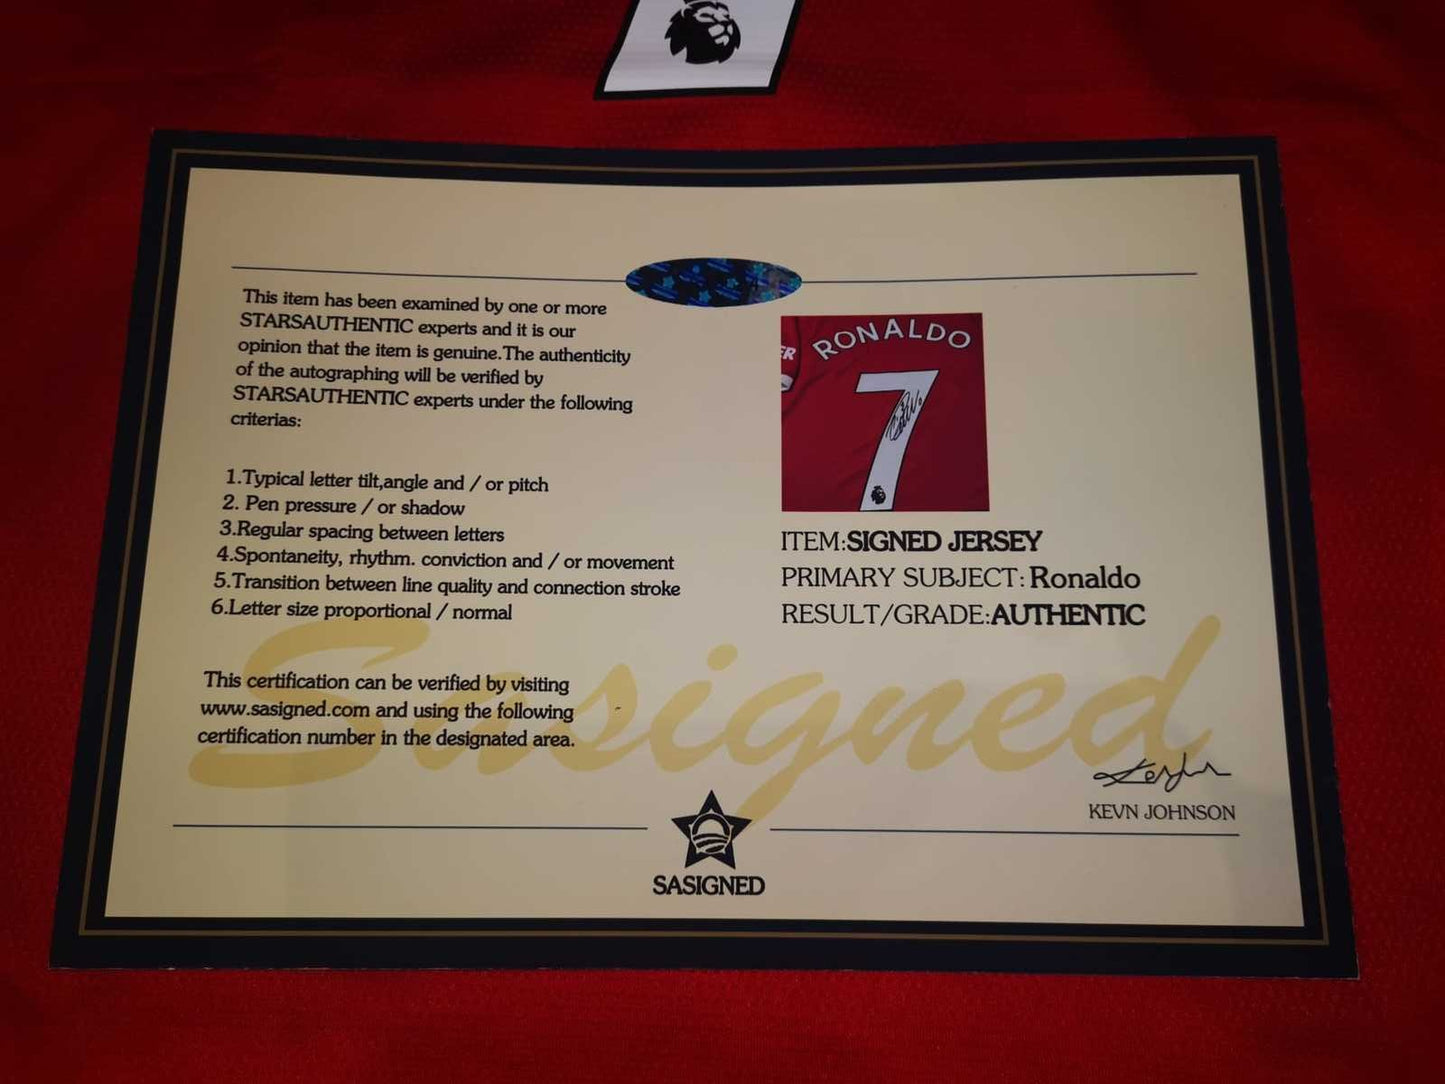 This item has been examined by one or more
STARSAUTHENTIC experts and it is our
opinion that the item is genuine.The authenticity
of the autographing will be verified by
STARSAUTHENTIC experts under the following
criterias:
1.Typical letter tilt,angle and / or pitch
2. Pen pressure / or shadow
3.Regular spacing between letters
4.Spontaneity, rhythm. conviction and / or movement
5.Transition between line quality and connection stroke
6.Letter size proportional / normal
This certification can be verified by visiting
www.sasigned.com and using the following
certification number in the designated area.
RONALDO
7
ITEM:SIGNED JERSEY
PRIMARY SUBJECT: Ronaldo
RESULT/GRADE:AUTHENTIC
Sasigned
KEVN JOHNSON
SASIGNED